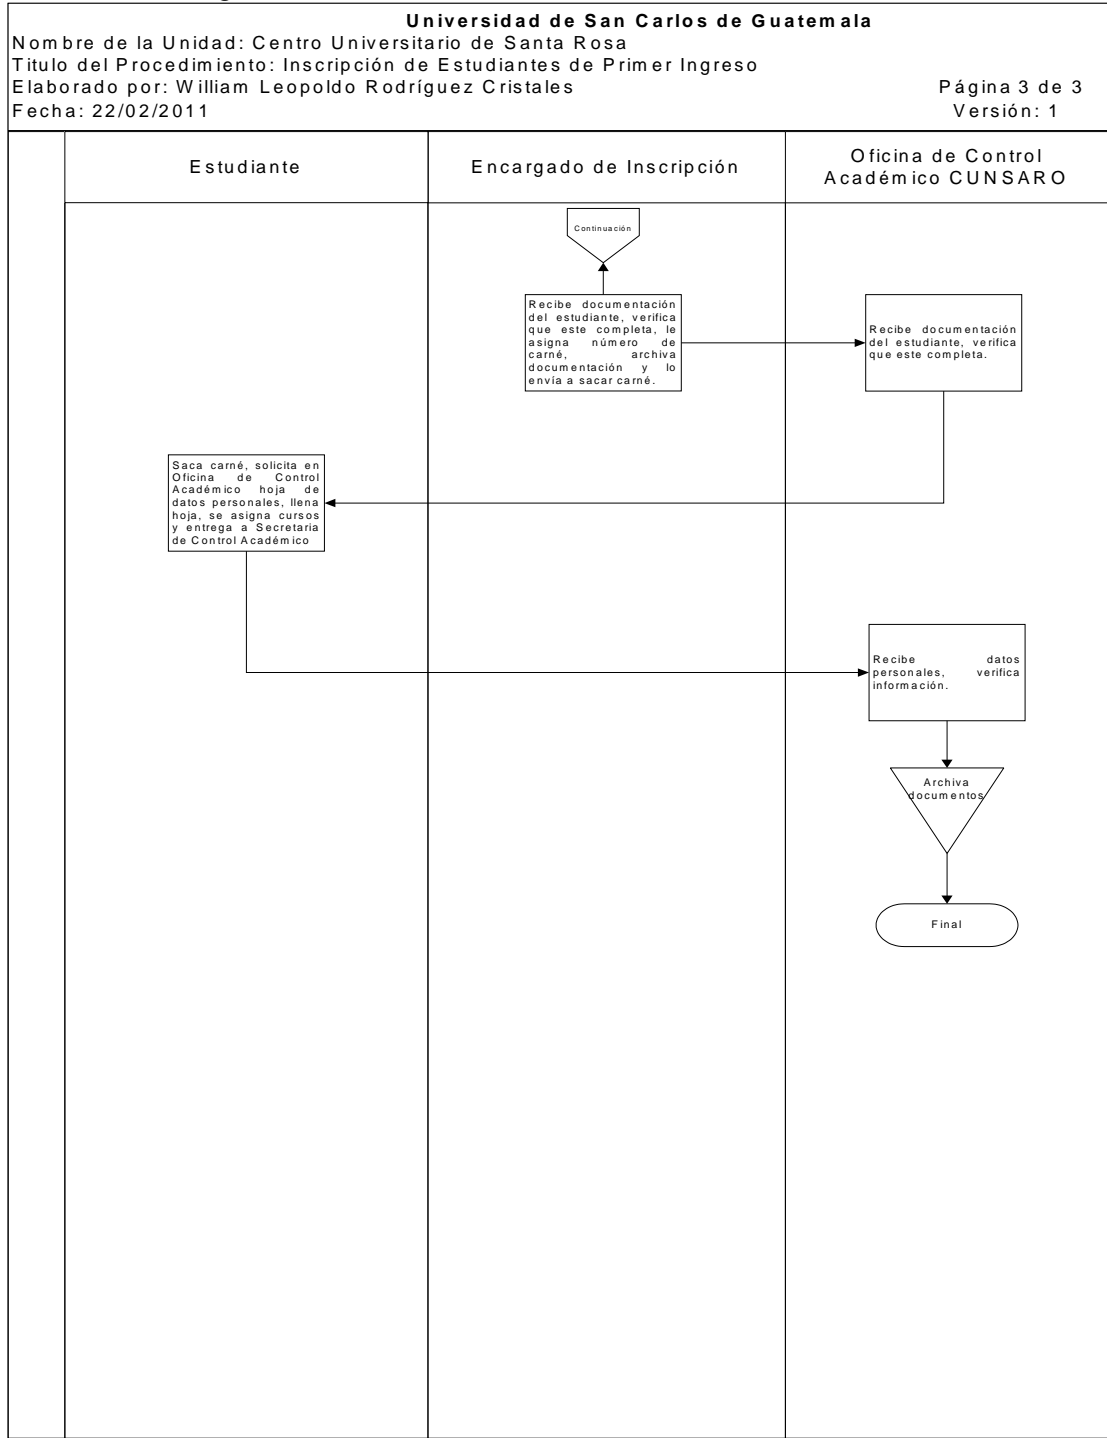 Universidad de San Carlos de Guatemala
Nombre de la Unidad: Centro Universitario de Santa Rosa
Titulo del Procedimiento: Inscripción de Estudiantes de Primer Ingreso
Elaborado por: William Leopoldo Rodríguez Cristales
Página 3 de 3
Fecha: 22/02/2011
Versión: 1
Estudiante
Encargado de Inscripción
Oficina de Control
Académico CUNSARO
Continuación
Recibe documentación
del estudiante, verifica
que este completa, le
asigna número de
carné, archiva
documentación y lo
envía a sacar carné.
Recibe documentación
del estudiante, verifica
que este completa.
Saca carné, solicita en
Oficina de Control
Académico hoja de
datos personales, llena
hoja, se asigna cursos
y entrega a Secretaria
de Control Académico
Recibe datos
personales, verifica
información.
Archiva
documentos
Final